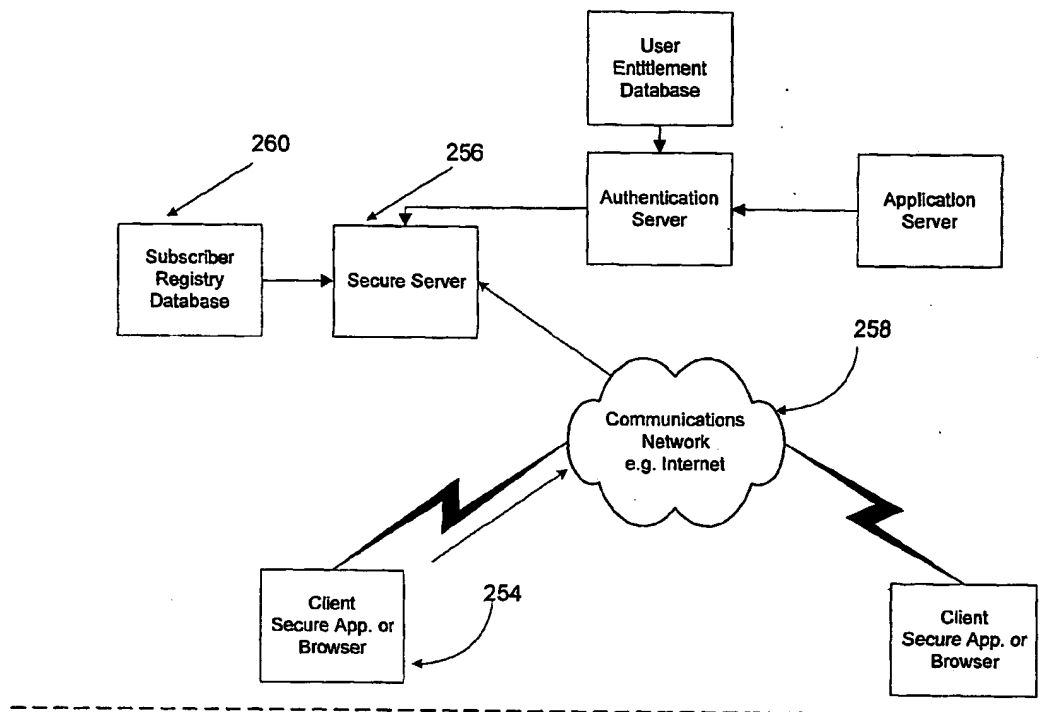 User
Entitlement
Database
260
256
Authentication
Server
Application
Server
Subscriber
Registry
Database
Secure Server
258
Communications
Network
e.g. Internet
254
Client
Secure App. or
Browser
Client
Secure App. or
Browser